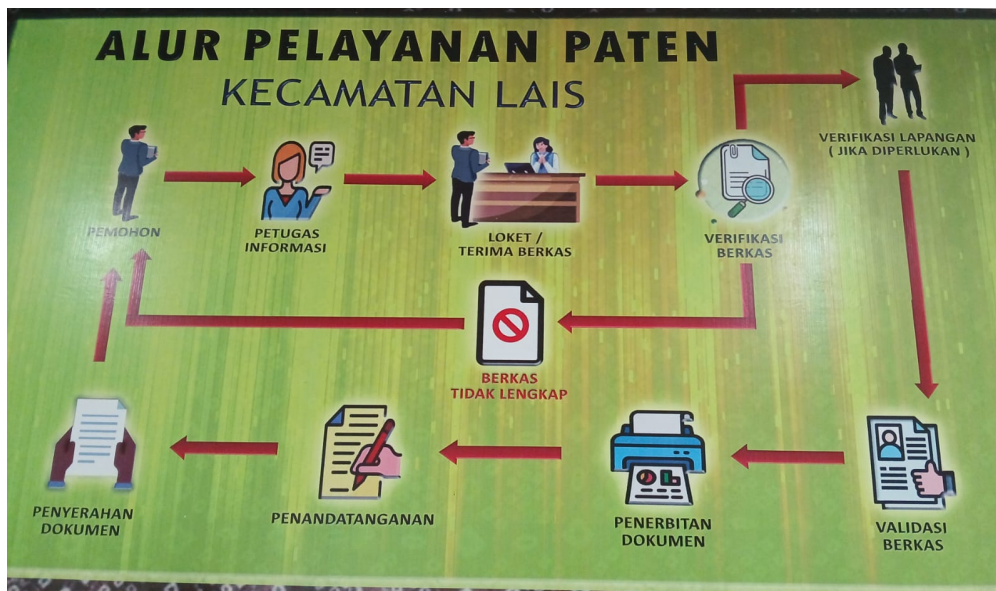 ALUR PELAYANAN PATEN
KECAMATAN LAIS
VERIFIKASI LAPANGAN
( JIKA DIPERLUKAN )
PEMOHON
PETUGAS
INFORMASI
LOKET /
TERIMA BERKAS
VERIFIKASI
BERKAS
BERKAS
TIDAK LENGKAP
PENYERAHAN
DOKUMEN
PENANDATANGANAN
PENERBITAN
DOKUMEN
VALIDASI
BERKAS